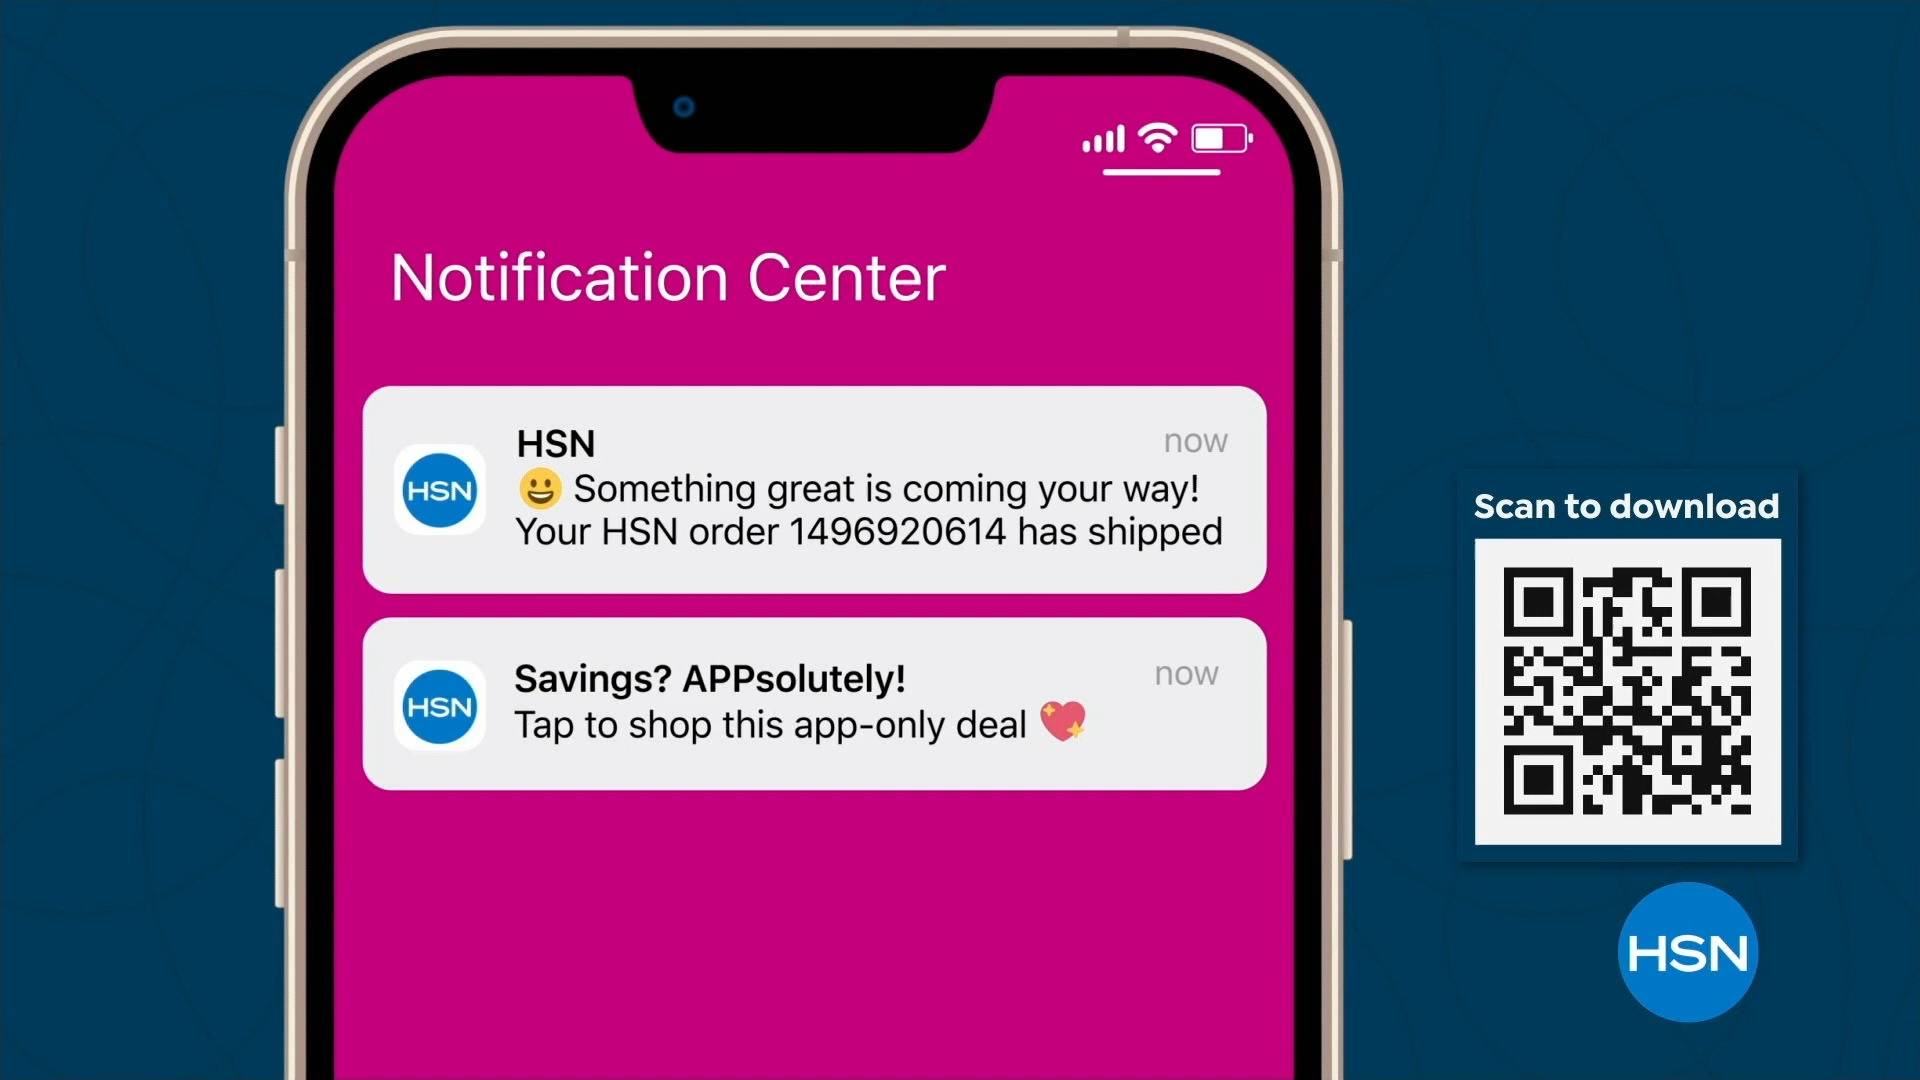 Notification Center
HSN
HSN
now
😀 Something great is coming your way!
Your HSN order 1496920614 has shipped
HSN
Savings? APPsolutely!
now
Tap to shop this app-only deal 💖
Scan to download
HSN